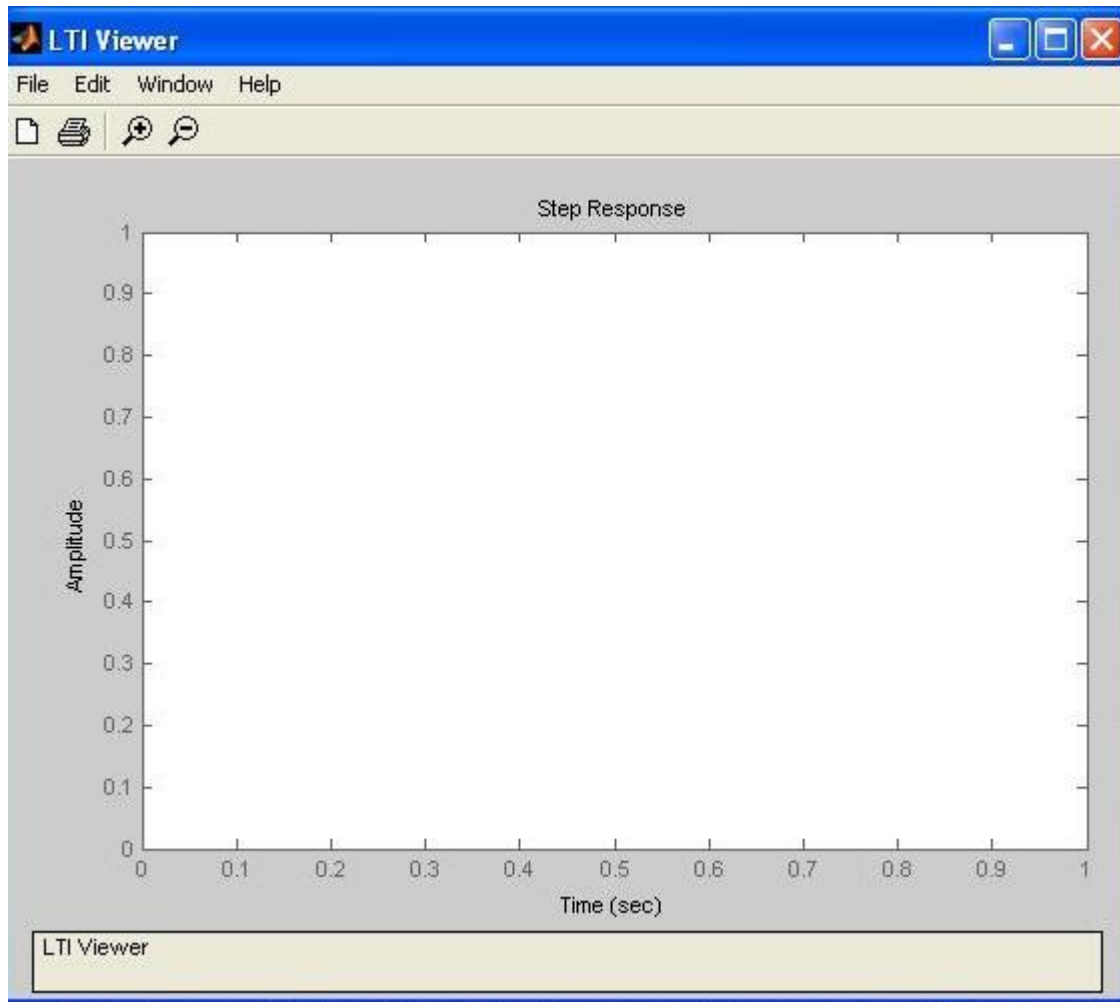 LTI Viewer
File Edit Window Help
Step Response
1
0.9
0.8
0.7
0.6
0.5
0.4
0.3
0.2
0.1
0
Amplitude
0 0.1 0.2 0.3 0.4 0.5 0.6 0.7 0.8 0.9 1
Time (sec)
LTI Viewer